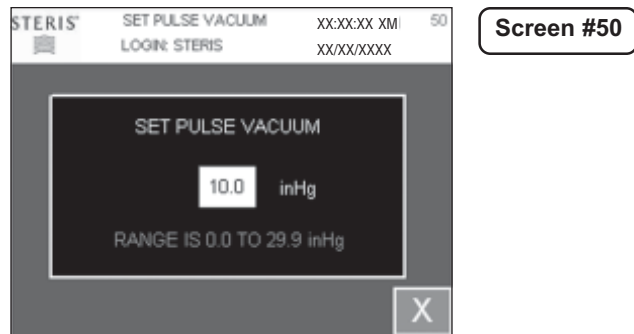 STERIS®
SET PULSE VACUUM
XX:XX:XX XM
50
LOGIN: STERIS
XX/XX/XXXX
Screen #50
SET PULSE VACUUM
10.0 inHg
RANGE IS 0.0 TO 29.9 inHg
X